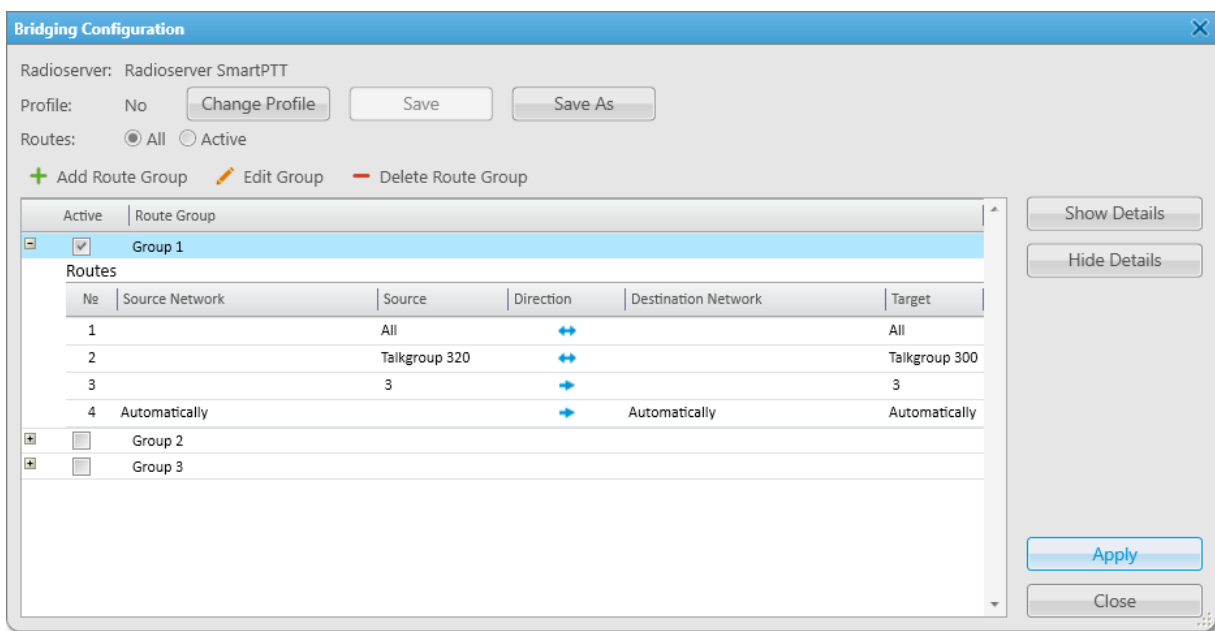 Bridging Configuration
Radioserver: Radioserver SmartPTT
Profile: No Change Profile Save Save As
Routes: All Active
Add Route Group Edit Group Delete Route Group
Active Route Group Show Details
Group 1 Hide Details
Routes
№ Source Network Source Direction Destination Network Target
1 All All
2 Talkgroup 320 Talkgroup 300
3 3 3
4 Automatically Automatically Automatically
Group 2
Group 3
Apply
Close